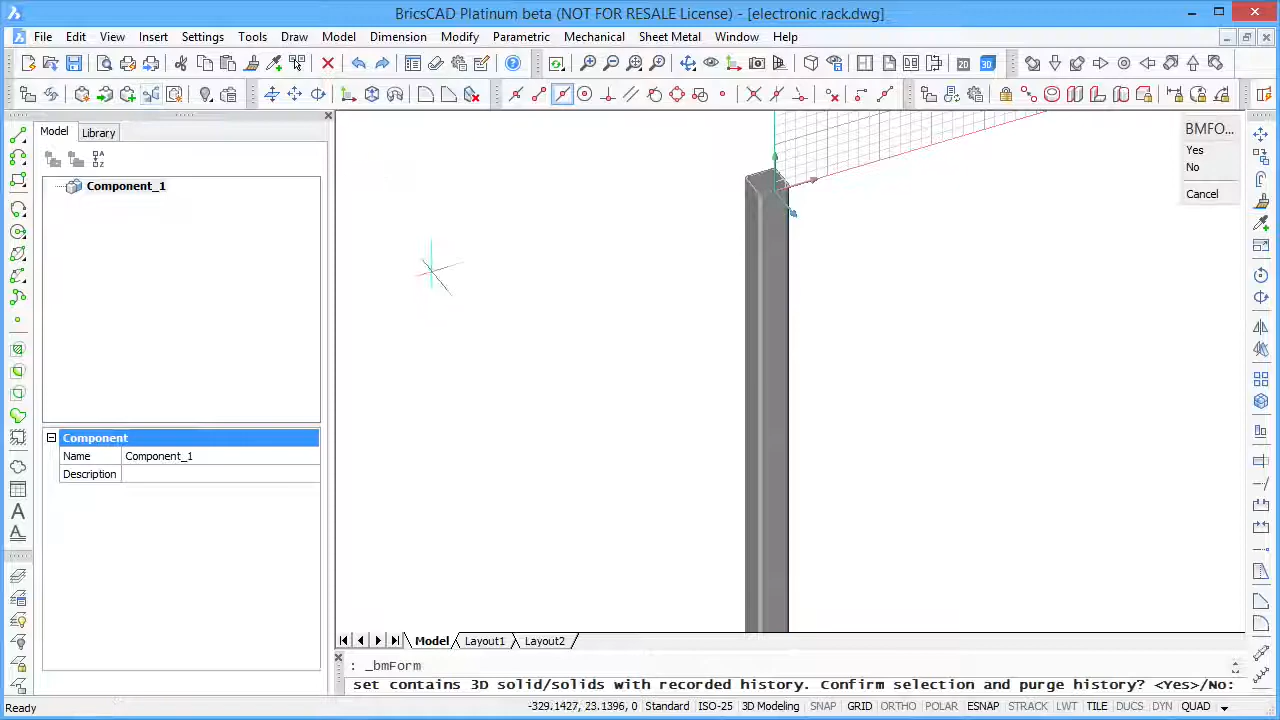 BricsCAD Platinum beta (NOT FOR RESALE License) - [electronic rack.dwg]
File Edit View Insert Settings Tools Draw Model Dimension Modify Parametric Mechanical Sheet Metal Window Help
2D 3D
Model Library
BMFO...
Yes
No
Cancel
Component_1
Component
Name Component_1
Description
Model Layout1 Layout2
: _bmForm
set contains 3D solid/solids with recorded history. Confirm selection and purge history? <Yes>/No:
Ready -329.1427, 23.1396, 0 Standard ISO-25 3D Modeling SNAP GRID ORTHO POLAR ESNAP STRACK LWT TILE DUCS DYN QUAD